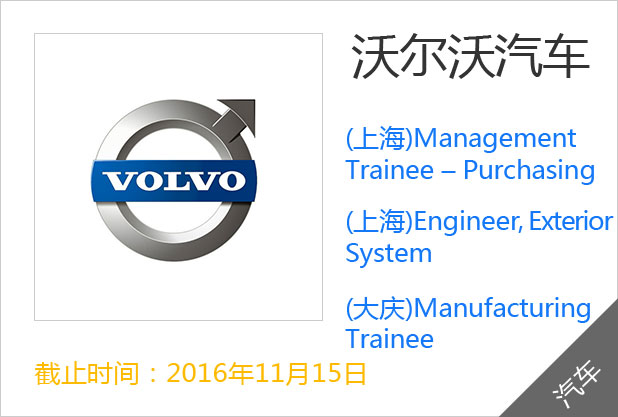 沃尔沃汽车
VOLVO
(上海)Management
Trainee – Purchasing
(上海)Engineer, Exterior
System
(大庆)Manufacturing
Trainee
截止时间：2016年11月15日
汽车